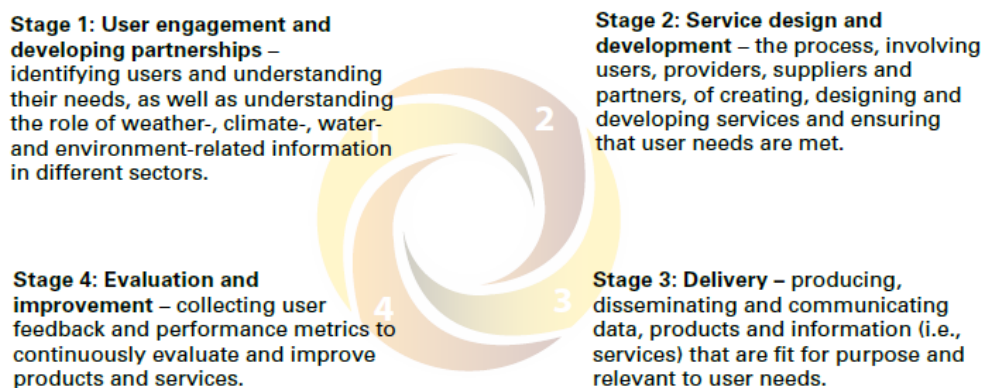 Stage 1: User engagement and
developing partnerships –
identifying users and understanding
their needs, as well as understanding
the role of weather-, climate-, water-
and environment-related information
in different sectors.
Stage 2: Service design and
development – the process, involving
users, providers, suppliers and
partners, of creating, designing and
developing services and ensuring
that user needs are met.
2
Stage 4: Evaluation and
improvement – collecting user
feedback and performance metrics to
continuously evaluate and improve
products and services.
4
Stage 3: Delivery – producing,
disseminating and communicating
data, products and information (i.e.,
services) that are fit for purpose and
relevant to user needs.
3